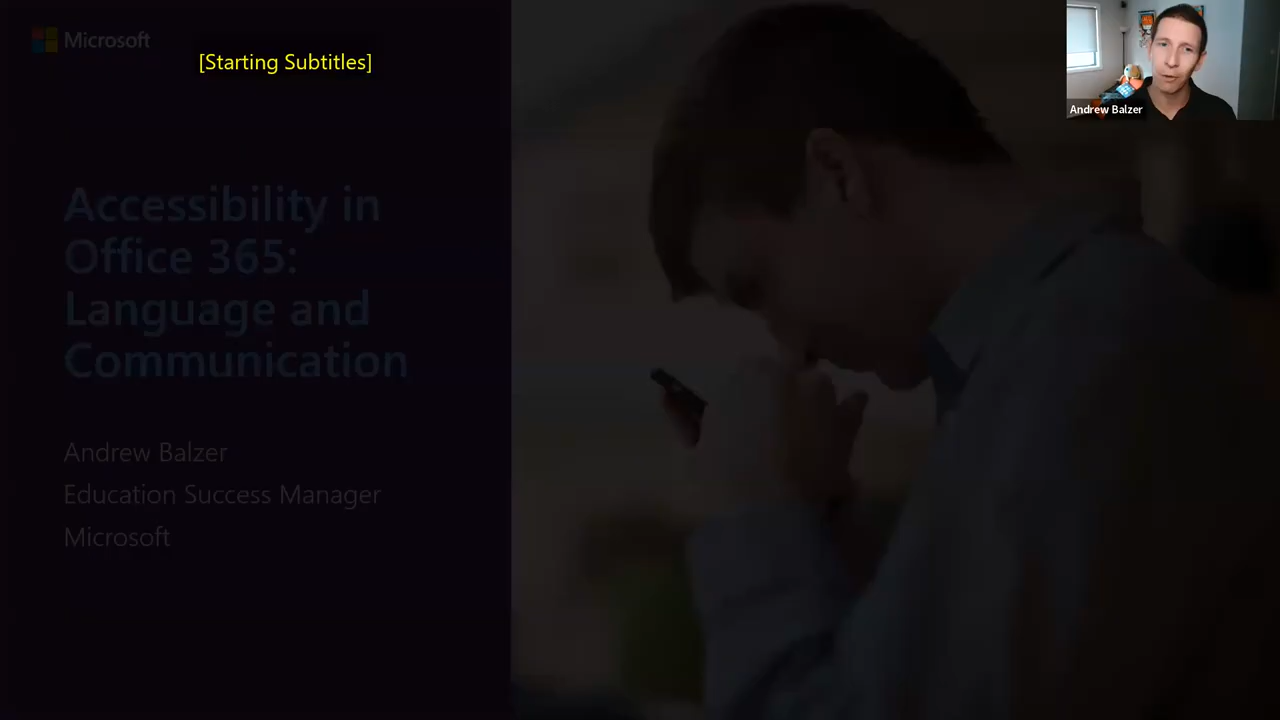 Microsoft
[Starting Subtitles]
Andrew Balzer
Accessibility in
Office 365:
Language and
Communication
Andrew Balzer
Education Success Manager
Microsoft